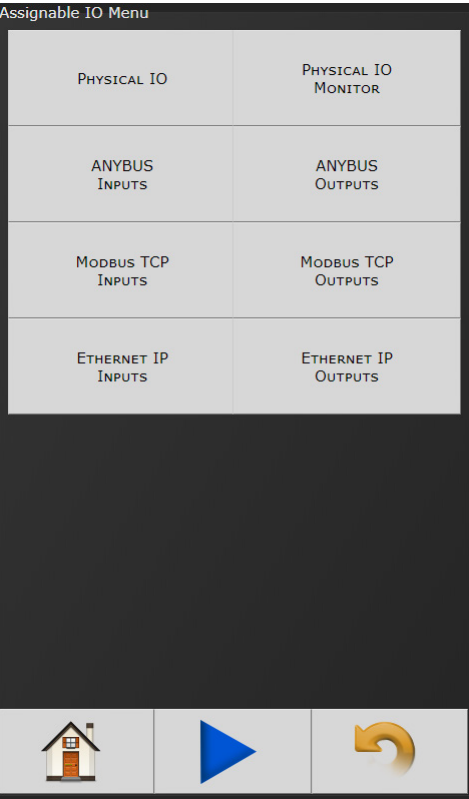 Assignable IO Menu
Physical IO
Physical IO
Monitor
ANYBUS
Inputs
ANYBUS
Outputs
Modbus TCP
Inputs
Modbus TCP
Outputs
Ethernet IP
Inputs
Ethernet IP
Outputs